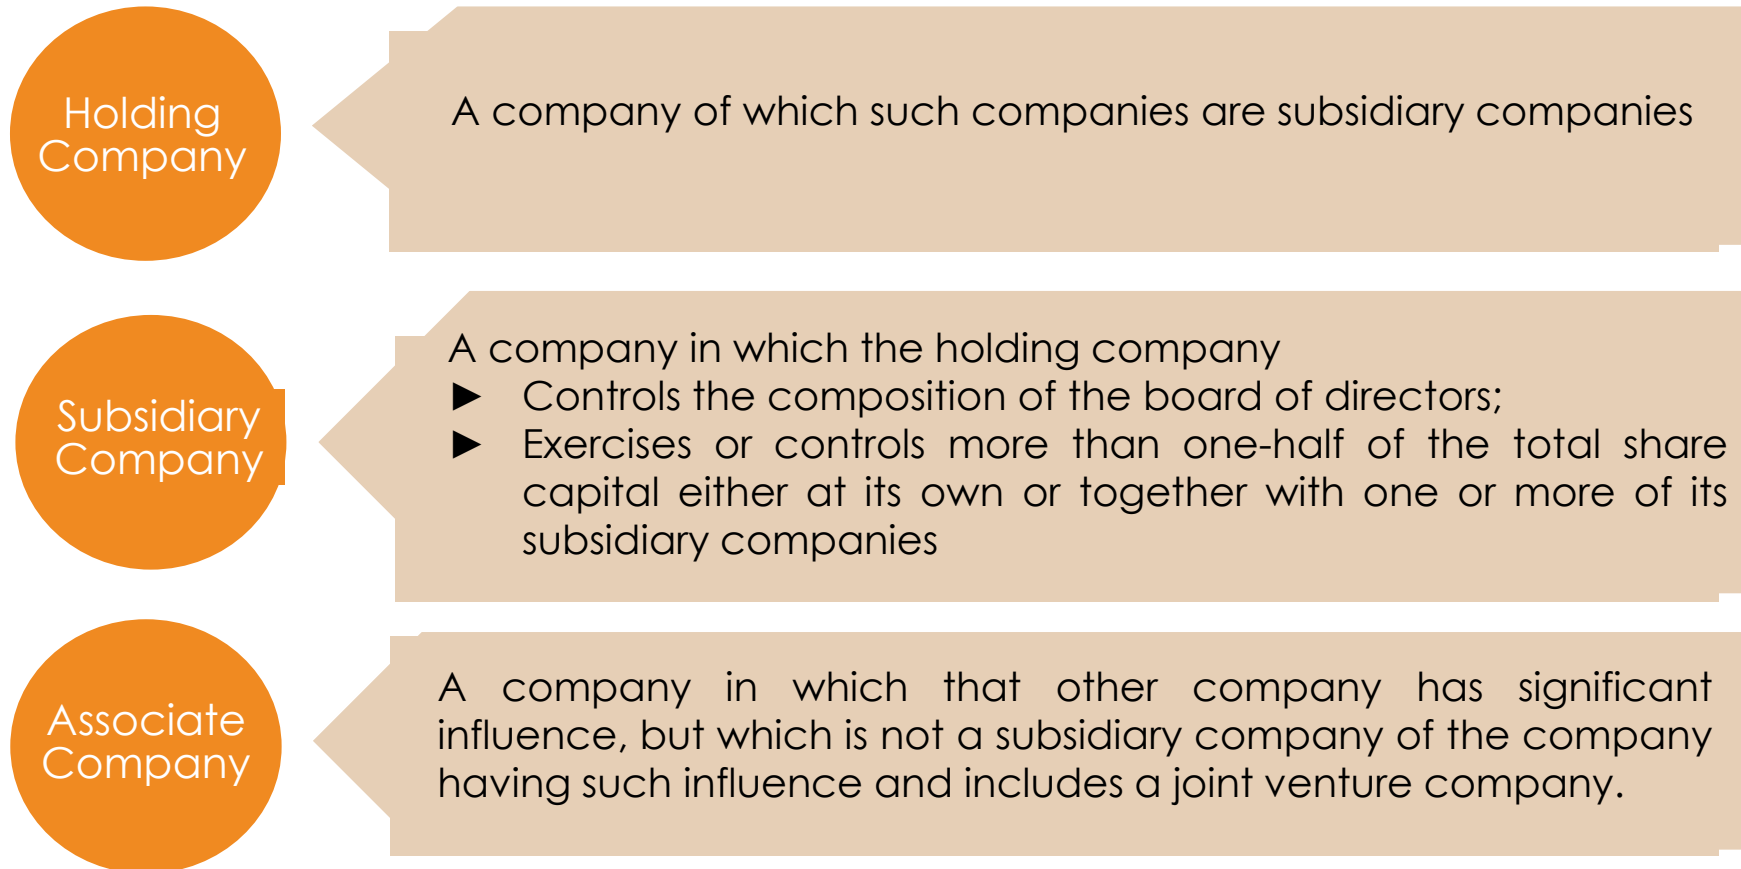 Holding
Company
A company of which such companies are subsidiary companies
Subsidiary
Company
A company in which the holding company
► Controls the composition of the board of directors;
► Exercises or controls more than one-half of the total share
capital either at its own or together with one or more of its
subsidiary companies
Associate
Company
A company in which that other company has significant
influence, but which is not a subsidiary company of the company
having such influence and includes a joint venture company.